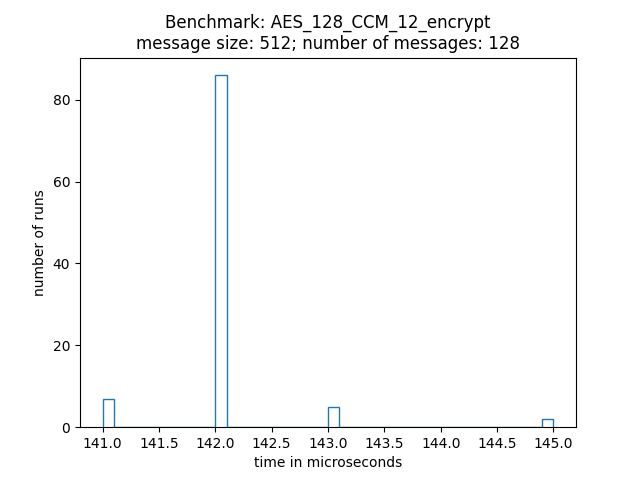 Benchmark: AES_128_CCM_12_encrypt
message size: 512; number of messages: 128
80
60
40
20
0
number of runs
141.0 141.5 142.0 142.5 143.0 143.5 144.0 144.5 145.0
time in microseconds